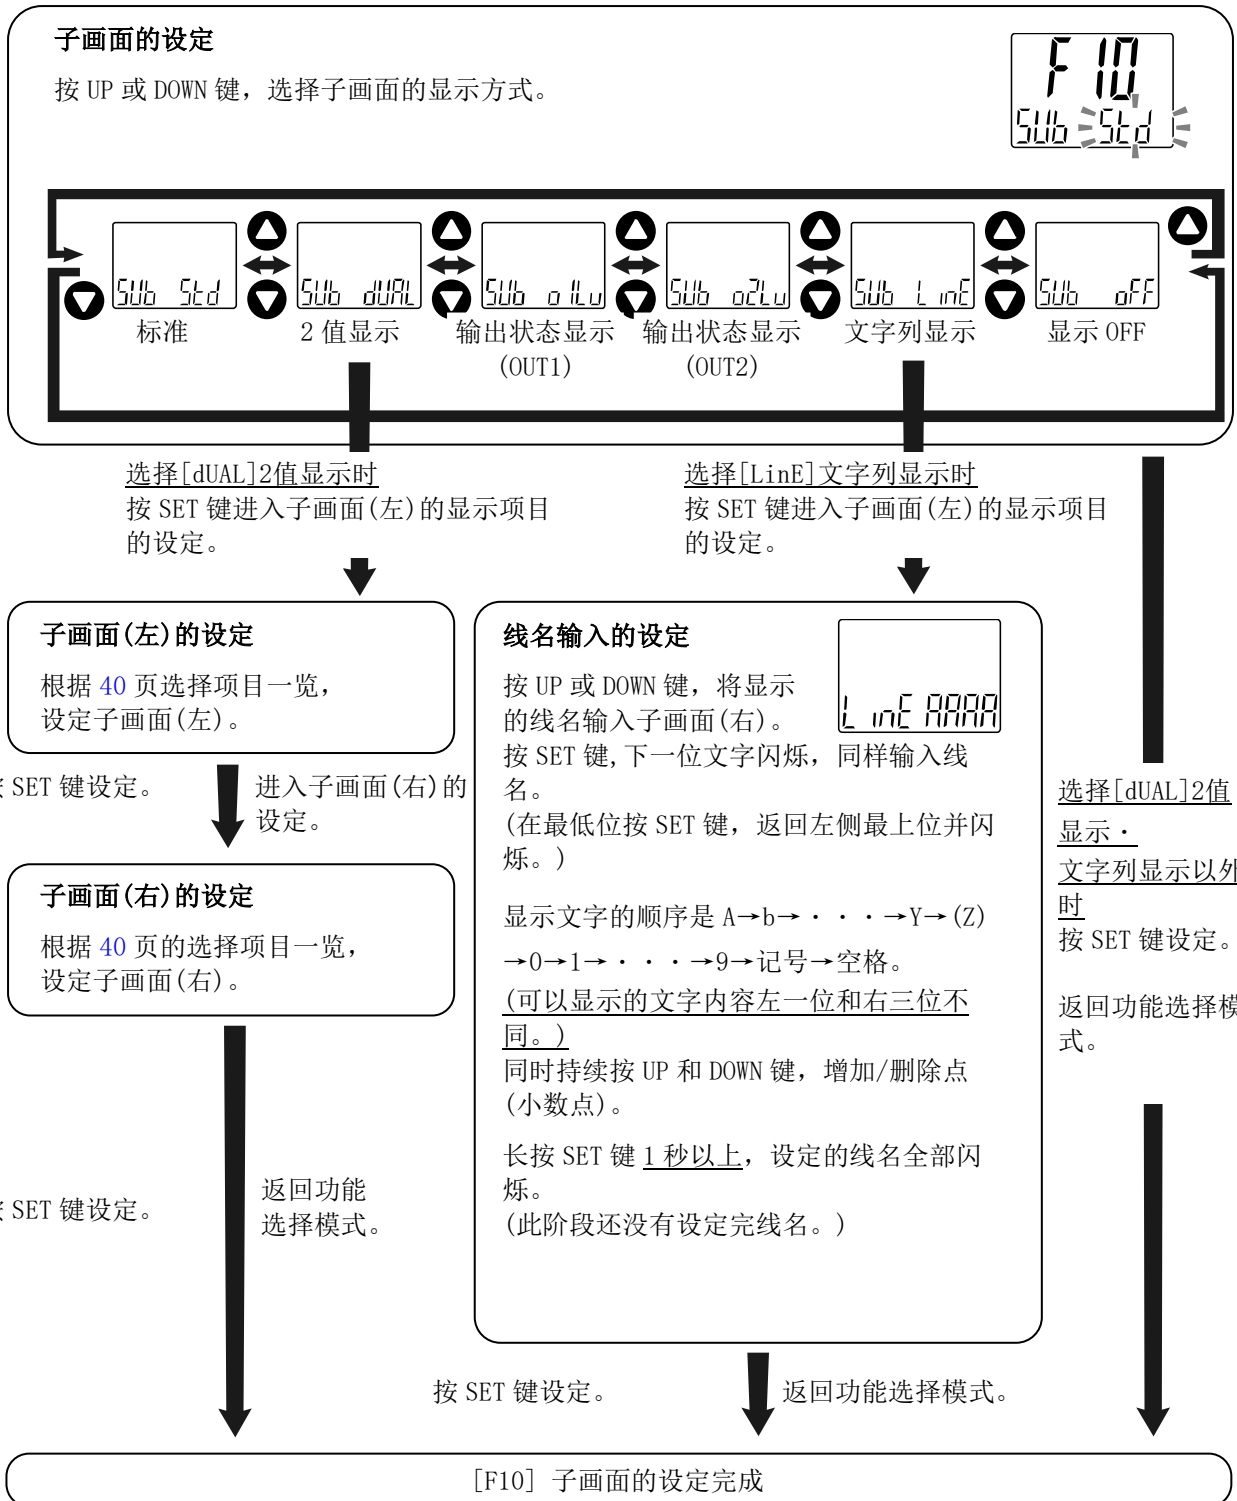 子画面的设定
按 UP 或 DOWN 键，选择子画面的显示方式。
F10
SUb Std
SUb Std
SUb dUAL
SUb o1Lu
SUb o2Lu
SUb LinE
SUb oFF
标准
2 值显示
输出状态显示
(OUT1)
输出状态显示
(OUT2)
文字列显示
显示 OFF
选择[dUAL]2值显示时
按 SET 键进入子画面(左)的显示项目
的设定。
选择[LinE]文字列显示时
按 SET 键进入子画面(左)的显示项目
的设定。
子画面(左)的设定
根据 40 页选择项目一览，
设定子画面(左)。
SET 键设定。
进入子画面(右)的
设定。
子画面(右)的设定
根据 40 页的选择项目一览，
设定子画面(右)。
SET 键设定。
返回功能
选择模式。
线名输入的设定
LinE AAAA
按 UP 或 DOWN 键，将显示
的线名输入子画面(右)。
按 SET 键,下一位文字闪烁，同样输入线
名。
(在最低位按 SET 键，返回左侧最上位并闪
烁。)
显示文字的顺序是 A→b→・・・→Y→(Z)
→0→1→・・・→9→记号→空格。
(可以显示的文字内容左一位和右三位不
同。)
同时持续按 UP 和 DOWN 键，增加/删除点
(小数点)。
长按 SET 键 1 秒以上，设定的线名全部闪
烁。
(此阶段还没有设定完线名。)
按 SET 键设定。
返回功能选择模式。
选择[dUAL]2值
显示・
文字列显示以外
时
按 SET 键设定。
返回功能选择模
式。
[F10] 子画面的设定完成